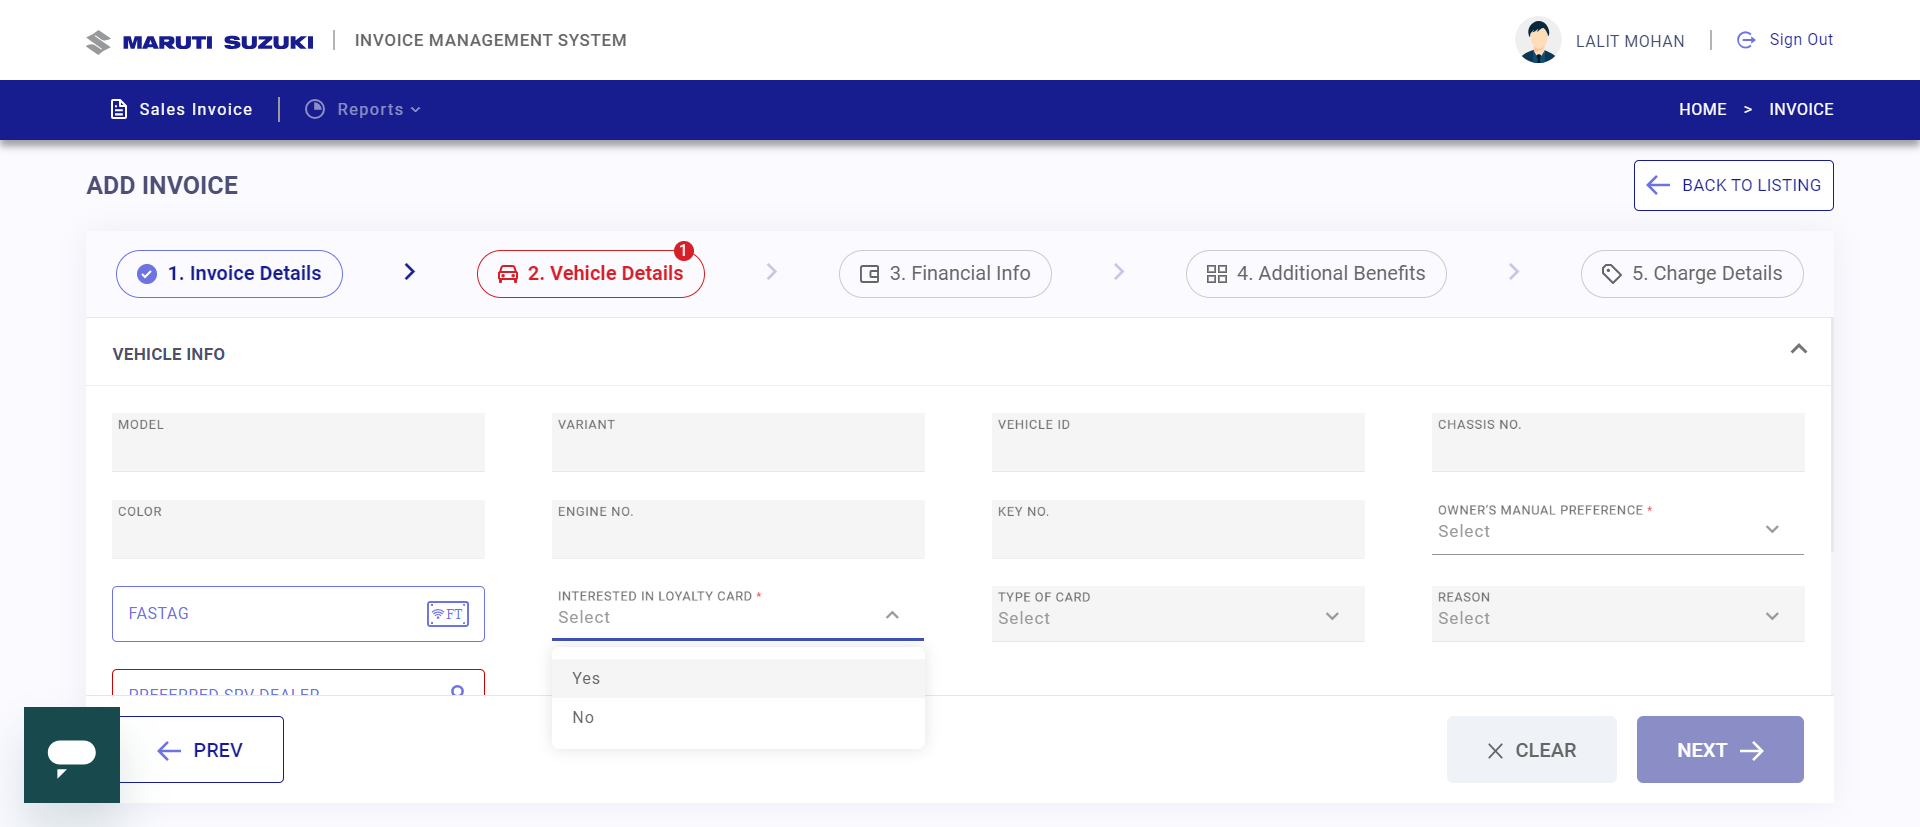 MARUTI SUZUKI
INVOICE MANAGEMENT SYSTEM
LALIT MOHAN
Sign Out
Sales Invoice
Reports
HOME > INVOICE
ADD INVOICE
BACK TO LISTING
1. Invoice Details
2. Vehicle Details
1
3. Financial Info
4. Additional Benefits
5. Charge Details
VEHICLE INFO
MODEL
VARIANT
VEHICLE ID
CHASSIS NO.
COLOR
ENGINE NO.
KEY NO.
OWNER'S MANUAL PREFERENCE *
Select
FASTAG
FT
INTERESTED IN LOYALTY CARD *
Select
TYPE OF CARD
Select
REASON
Select
Yes
No
PREFERRED SRV DEALER
PREV
CLEAR
NEXT